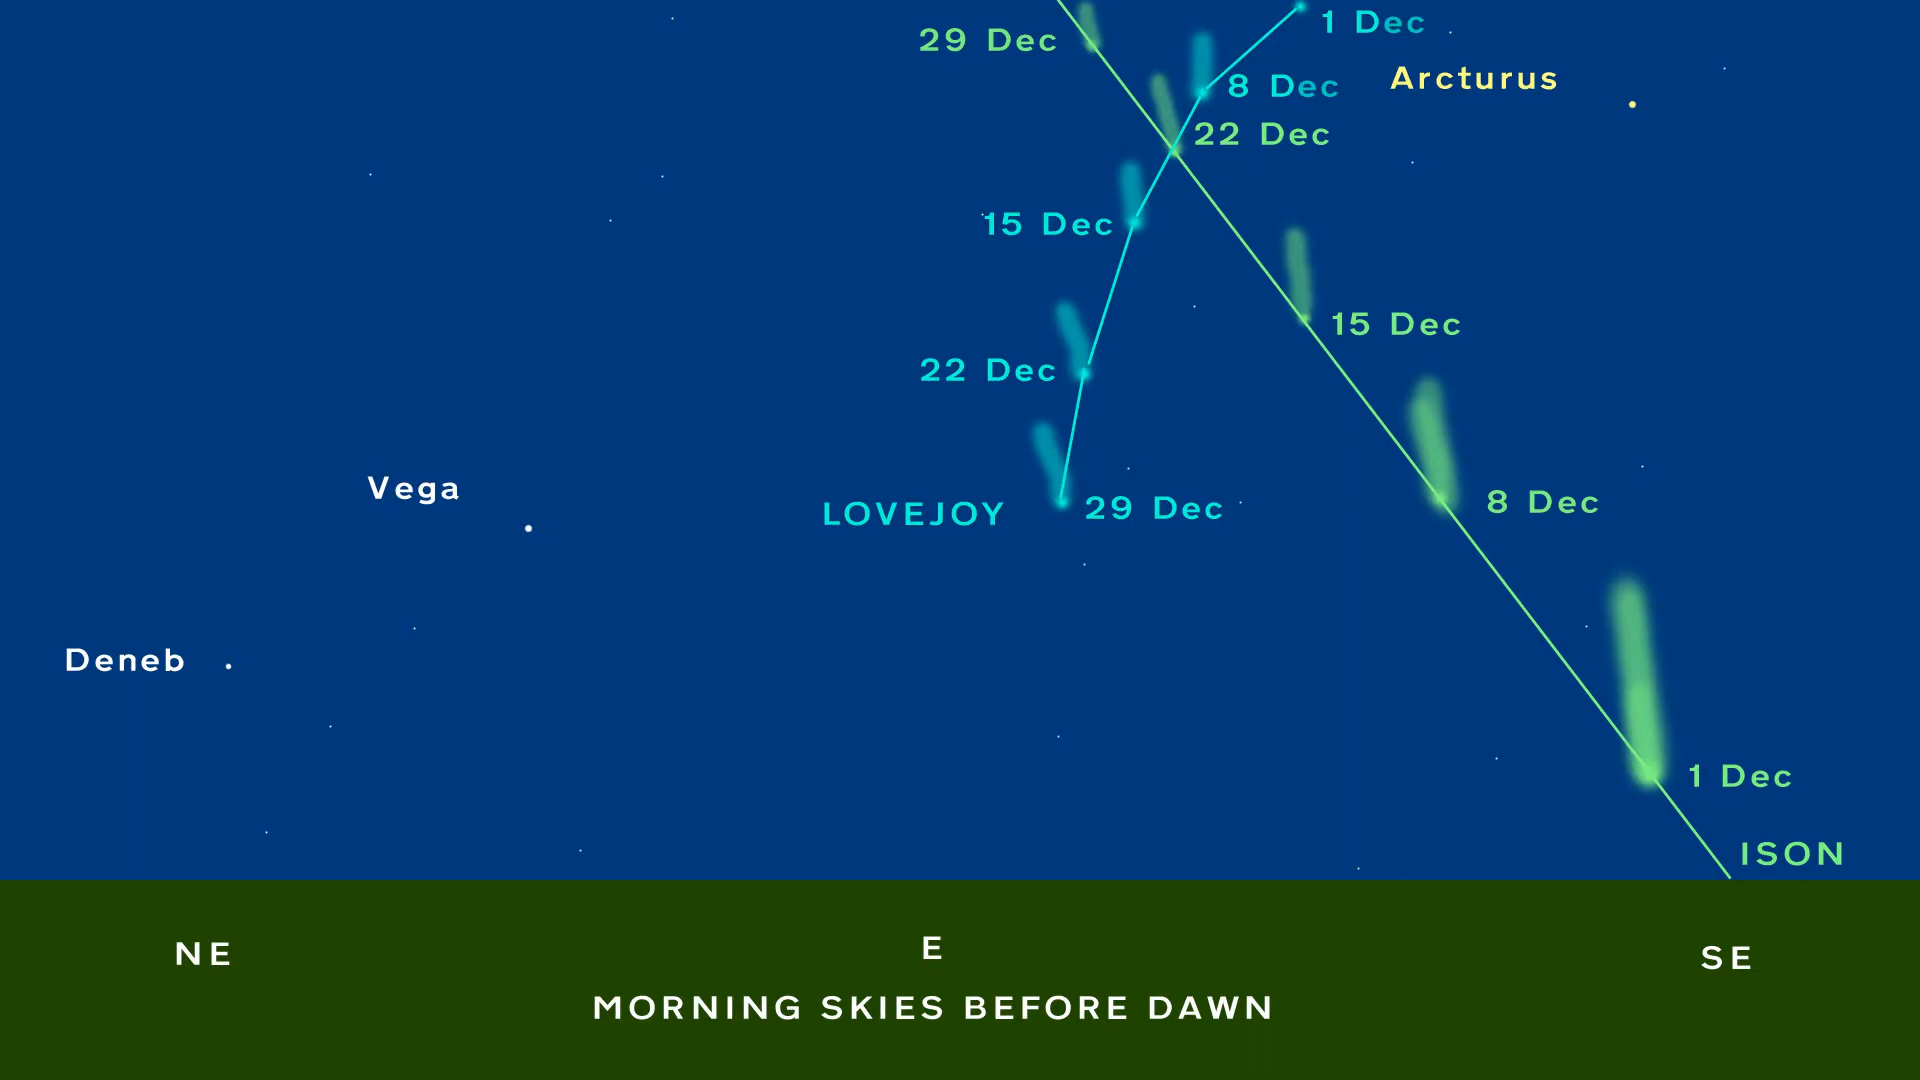 1 Dec
29 Dec
8 Dec
Arcturus
22 Dec
15 Dec
15 Dec
22 Dec
Vega
8 Dec
LOVEJOY
29 Dec
Deneb
1 Dec
ISON
NE
E
SE
MORNING SKIES BEFORE DAWN